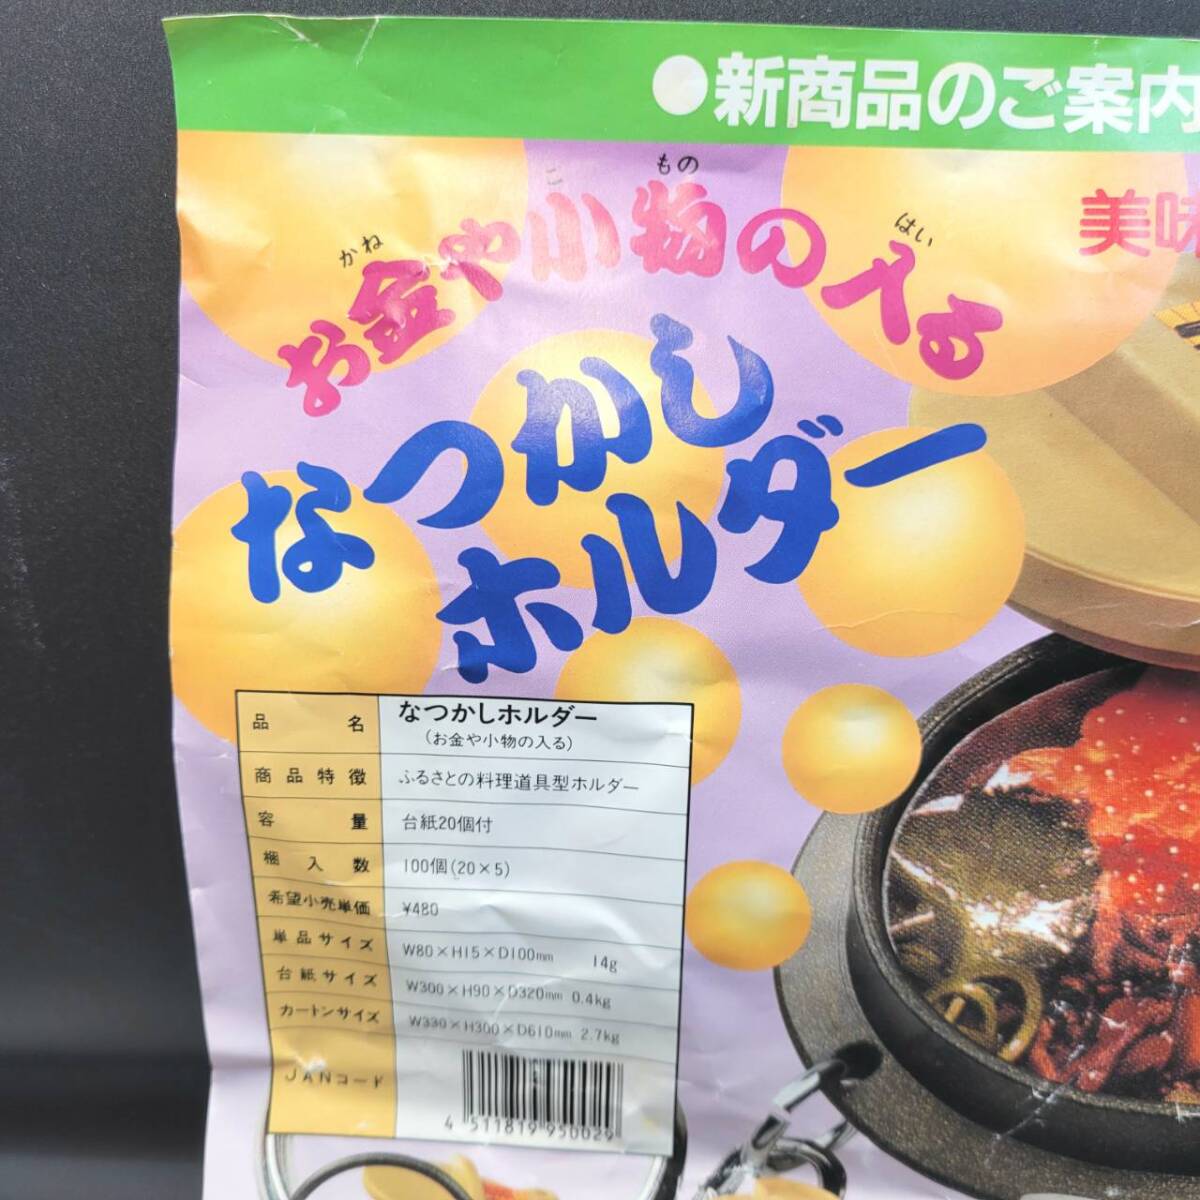 ●新商品のご案内
美味
かね
こ
もの
はい
お金や小物の入る
なつかし
ホルダー
品名 なつかしホルダー
(お金や小物の入る)
商品特徴 ふるさとの料理道具型ホルダー
容量 台紙20個付
梱入数 100個(20×5)
希望小売単価 ¥480
単品サイズ W80×H15×D100mm 14g
台紙サイズ W300×H90×D320mm 0.4kg
カートンサイズ W330×H300×D610mm 2.7kg
JANコード
4 511819 950029